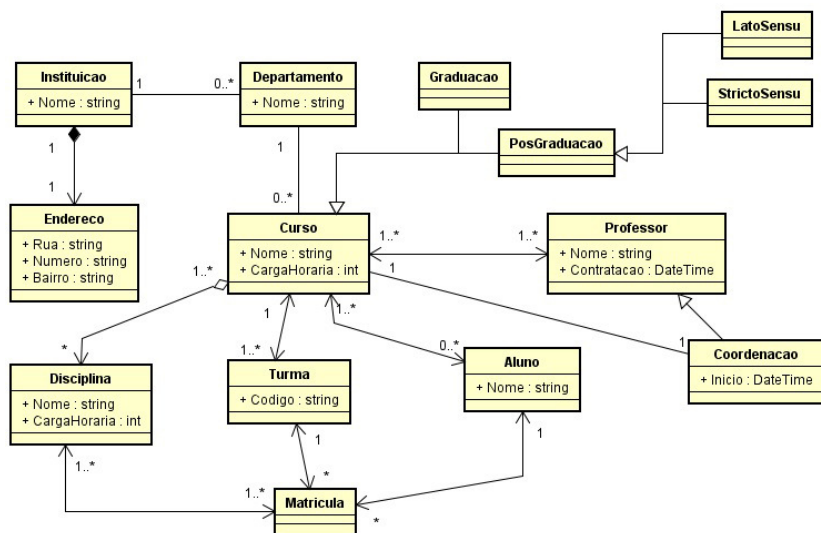 LatoSensu
Instituicao
+ Nome : string
1
0..*
Departamento
+ Nome : string
Graduacao
StrictoSensu
PosGraduacao
1
1
1
0..*
Endereco
+ Rua : string
+ Numero : string
+ Bairro : string
Curso
+ Nome : string
+ CargaHoraria : int
1..*
1..*
Professor
+ Nome : string
+ Contratacao : DateTime
1..*
1
1
1..*
*
1..*
0..*
1
Disciplina
+ Nome : string
+ CargaHoraria : int
Turma
+ Codigo : string
Aluno
+ Nome : string
Coordenacao
+ Inicio : DateTime
1..*
1
1
1..*
*
*
Matricula